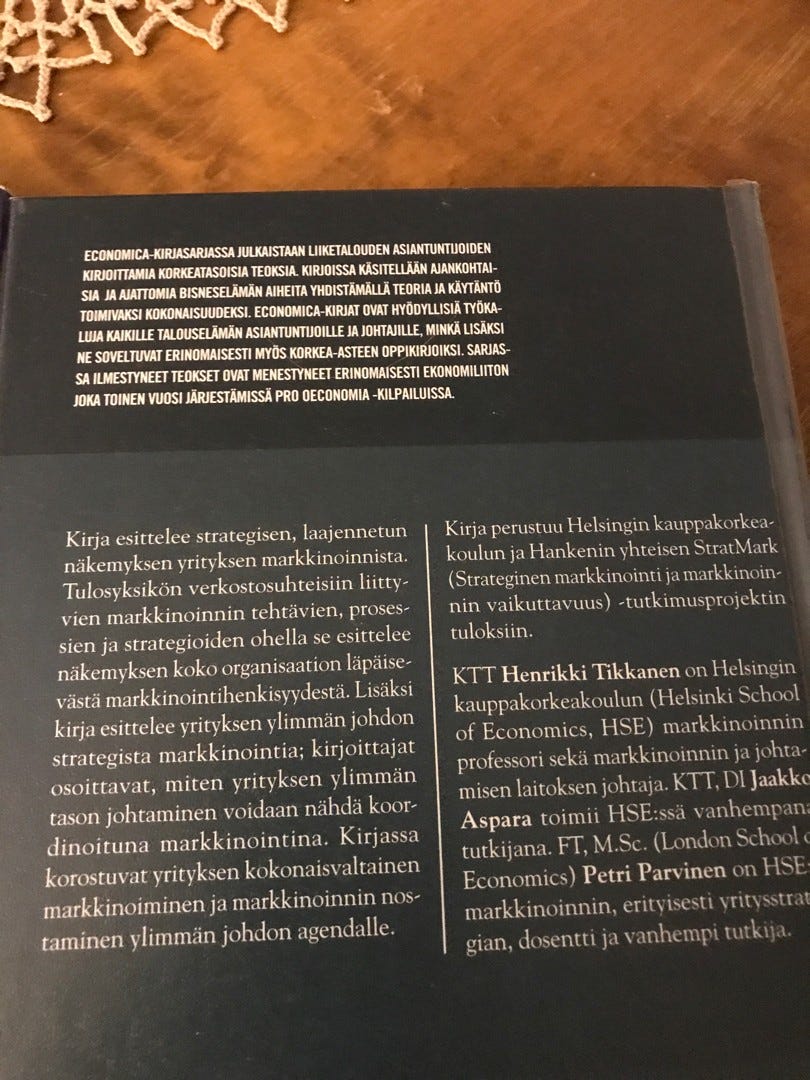 ECONOMICA-KIRJASARJASSA JULKAISTAAN LIIKETALOUDEN ASIANTUNTIJOIDEN
KIRJOITTAMIA KORKEATASOISIA TEOKSIA. KIRJOISSA KÄSITELLÄÄN AJANKOHTAI-
SIA JA AJATTOMIA BISNESELÄMÄN AIHEITA YHDISTÄMÄLLÄ TEORIA JA KÄYTÄNTÖ
TOIMIVAKSI KOKONAISUUDEKSI. ECONOMICA-KIRJAT OVAT HYÖDYLLISIÄ TYÖKA-
LUJA KAIKILLE TALOUSELÄMÄN ASIANTUNTIJOILLE JA JOHTAJILLE, MINKÄ LISÄKSI
NE SOVELTUVAT ERINOMAISESTI MYÖS KORKEA-ASTEEN OPPIKIRJOIKSI. SARJAS-
SA ILMESTYNEET TEOKSET OVAT MENESTYNEET ERINOMAISESTI EKONOMILIITON
JOKA TOINEN VUOSI JÄRJESTÄMISSÄ PRO OECONOMIA -KILPAILUISSA.
Kirja esittelee strategisen, laajennetun
näkemyksen yrityksen markkinoinnista.
Tulosyksikön verkostosuhteisiin liitty-
vien markkinoinnin tehtävien, proses-
sien ja strategioiden ohella se esittelee
näkemyksen koko organisaation läpäise-
västä markkinointihenkisyydestä. Lisäksi
kirja esittelee yrityksen ylimmän johdon
strategista markkinointia; kirjoittajat
osoittavat, miten yrityksen ylimmän
tason johtaminen voidaan nähdä koor-
dinoituna markkinointina. Kirjassa
korostuvat yrityksen kokonaisvaltainen
markkinoiminen ja markkinoinnin nos-
taminen ylimmän johdon agendalle.
Kirja perustuu Helsingin kauppakorkea-
koulun ja Hankenin yhteisen StratMark
(Strateginen markkinointi ja markkinoin-
nin vaikuttavuus) -tutkimusprojektin
tuloksiin.
KTT Henrikki Tikkanen on Helsingin
kauppakorkeakoulun (Helsinki School
of Economics, HSE) markkinoinnin
professori sekä markkinoinnin ja johta-
misen laitoksen johtaja. KTT, DI Jaakko
Aspara toimii HSE:ssä vanhempana
tutkijana. FT, M.Sc. (London School
Economics) Petri Parvinen on HSE:
markkinoinnin, erityisesti yritysstrat
gian, dosentti ja vanhempi tutkija.